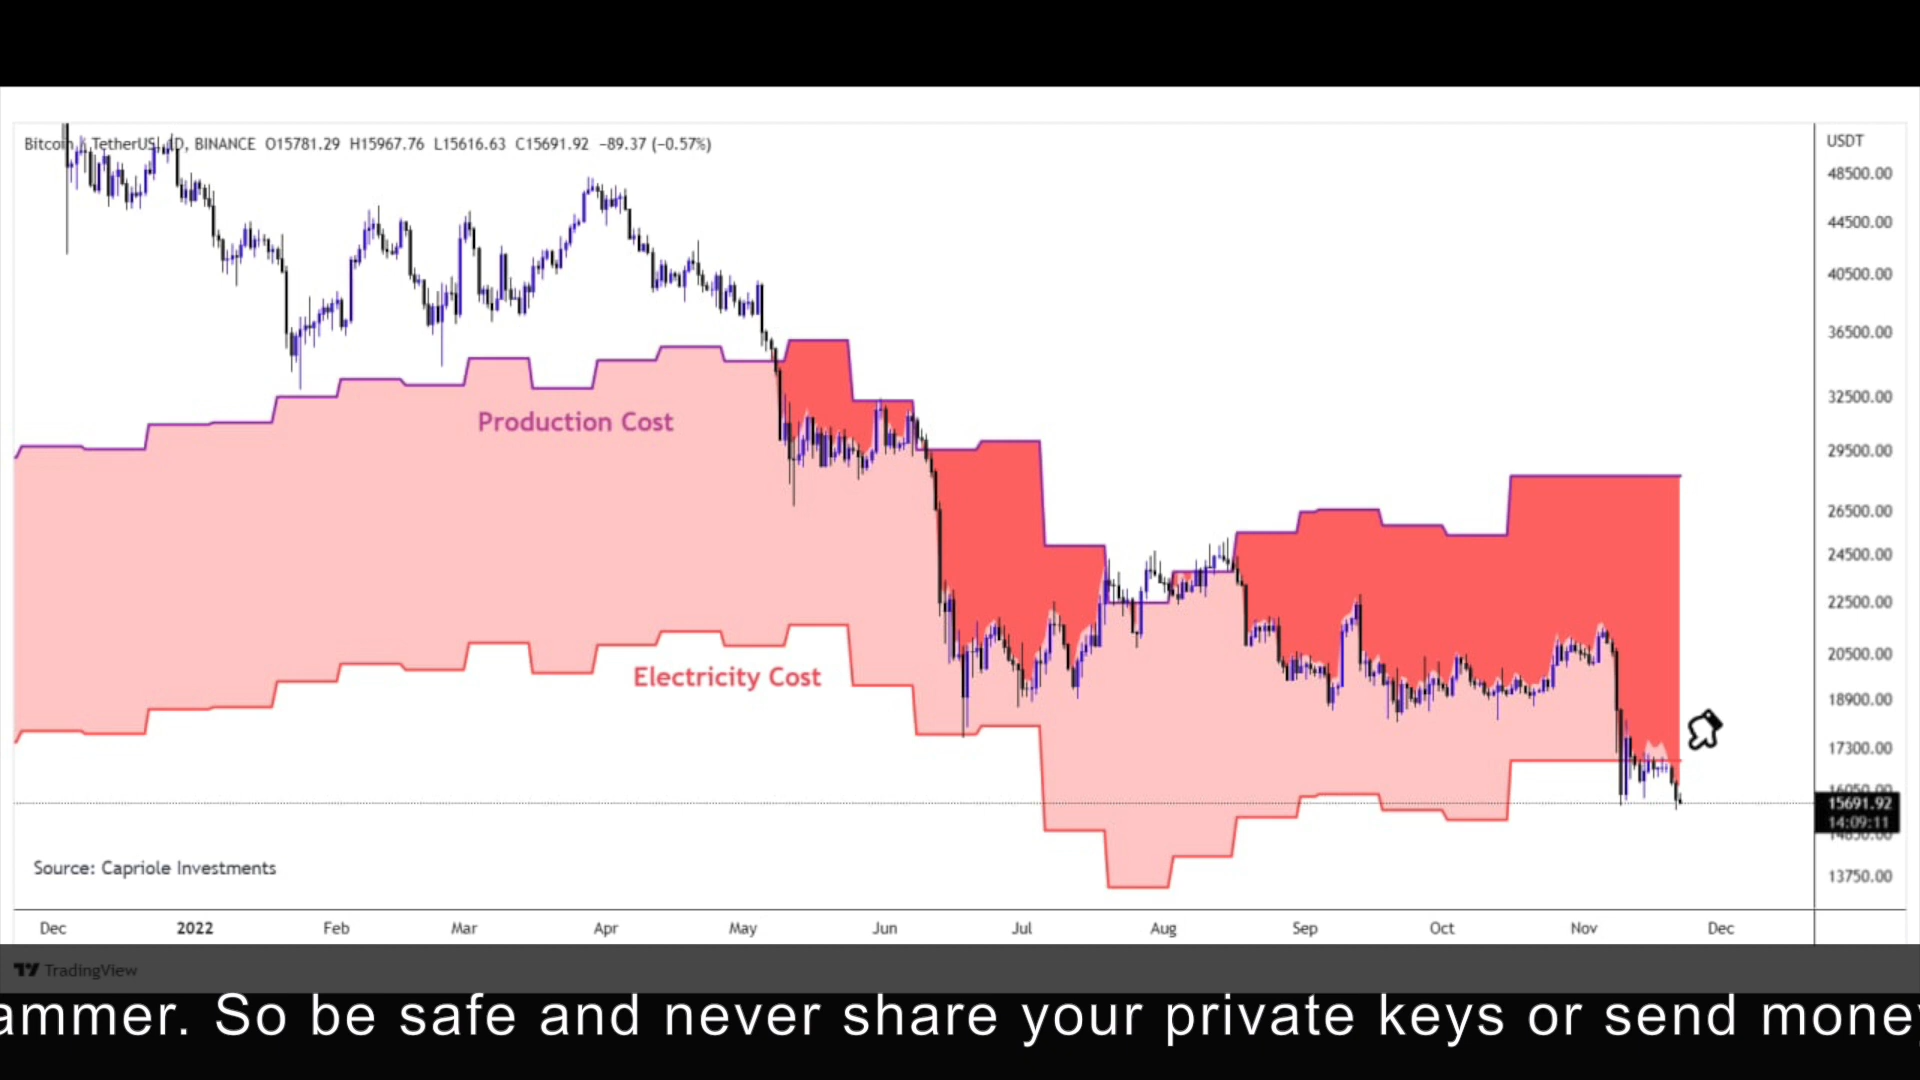 Bitcoin / TetherUS, 1D, BINANCE O15781.29 H15967.76 L15616.63 C15691.92 −89.37 (−0.57%)
USDT
48500.00
44500.00
40500.00
36500.00
32500.00
29500.00
26500.00
24500.00
22500.00
20500.00
18900.00
17300.00
16050.00
15691.92
14:09:11
13750.00
Production Cost
Electricity Cost
Source: Capriole Investments
Dec 2022 Feb Mar Apr May Jun Jul Aug Sep Oct Nov Dec
TradingView
ammer. So be safe and never share your private keys or send money